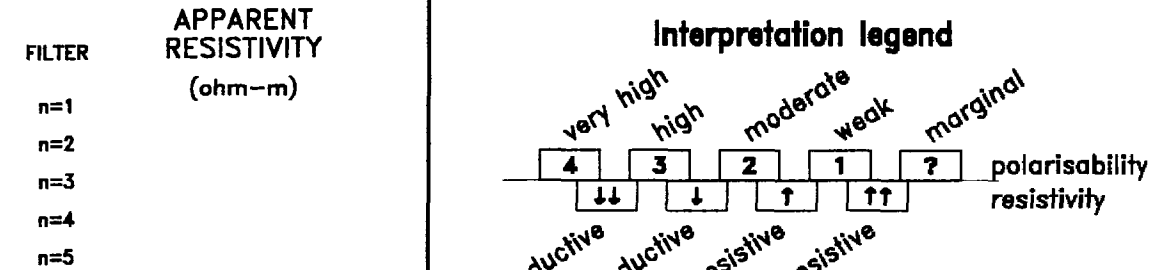 APPARENT
RESISTIVITY
(ohm-m)
FILTER
n=1
n=2
n=3
n=4
n=5
Interpretation legend
very high high moderate weak marginal
4 3 2 1 ? polarisability
↓↓ ↓ ↑ ↑↑ resistivity